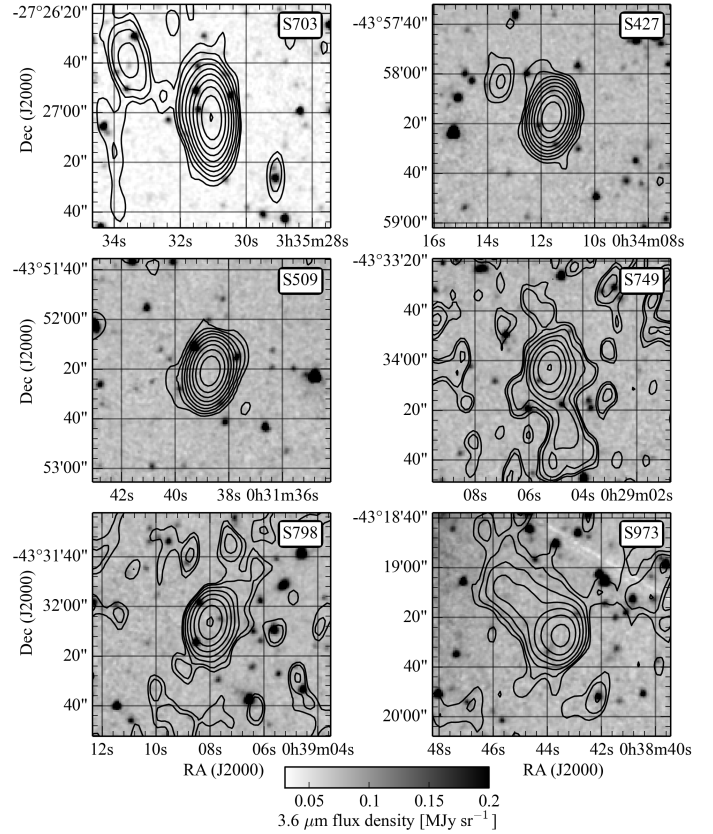 S703
-27°26'20"
40"
27'00"
20"
40"
Dec (J2000)
34s 32s 30s 3h35m28s
S427
-43°57'40"
58'00"
20"
40"
59'00"
16s 14s 12s 10s 0h34m08s
S509
-43°51'40"
52'00"
20"
40"
53'00"
Dec (J2000)
42s 40s 38s 0h31m36s
S749
-43°33'20"
40"
34'00"
20"
40"
08s 06s 04s 0h29m02s
S798
-43°31'40"
32'00"
20"
40"
Dec (J2000)
12s 10s 08s 06s 0h39m04s
RA (J2000)
S973
-43°18'40"
19'00"
20"
40"
20'00"
48s 46s 44s 42s 0h38m40s
RA (J2000)
0.05 0.1 0.15 0.2
3.6 μm flux density [MJy sr⁻¹]